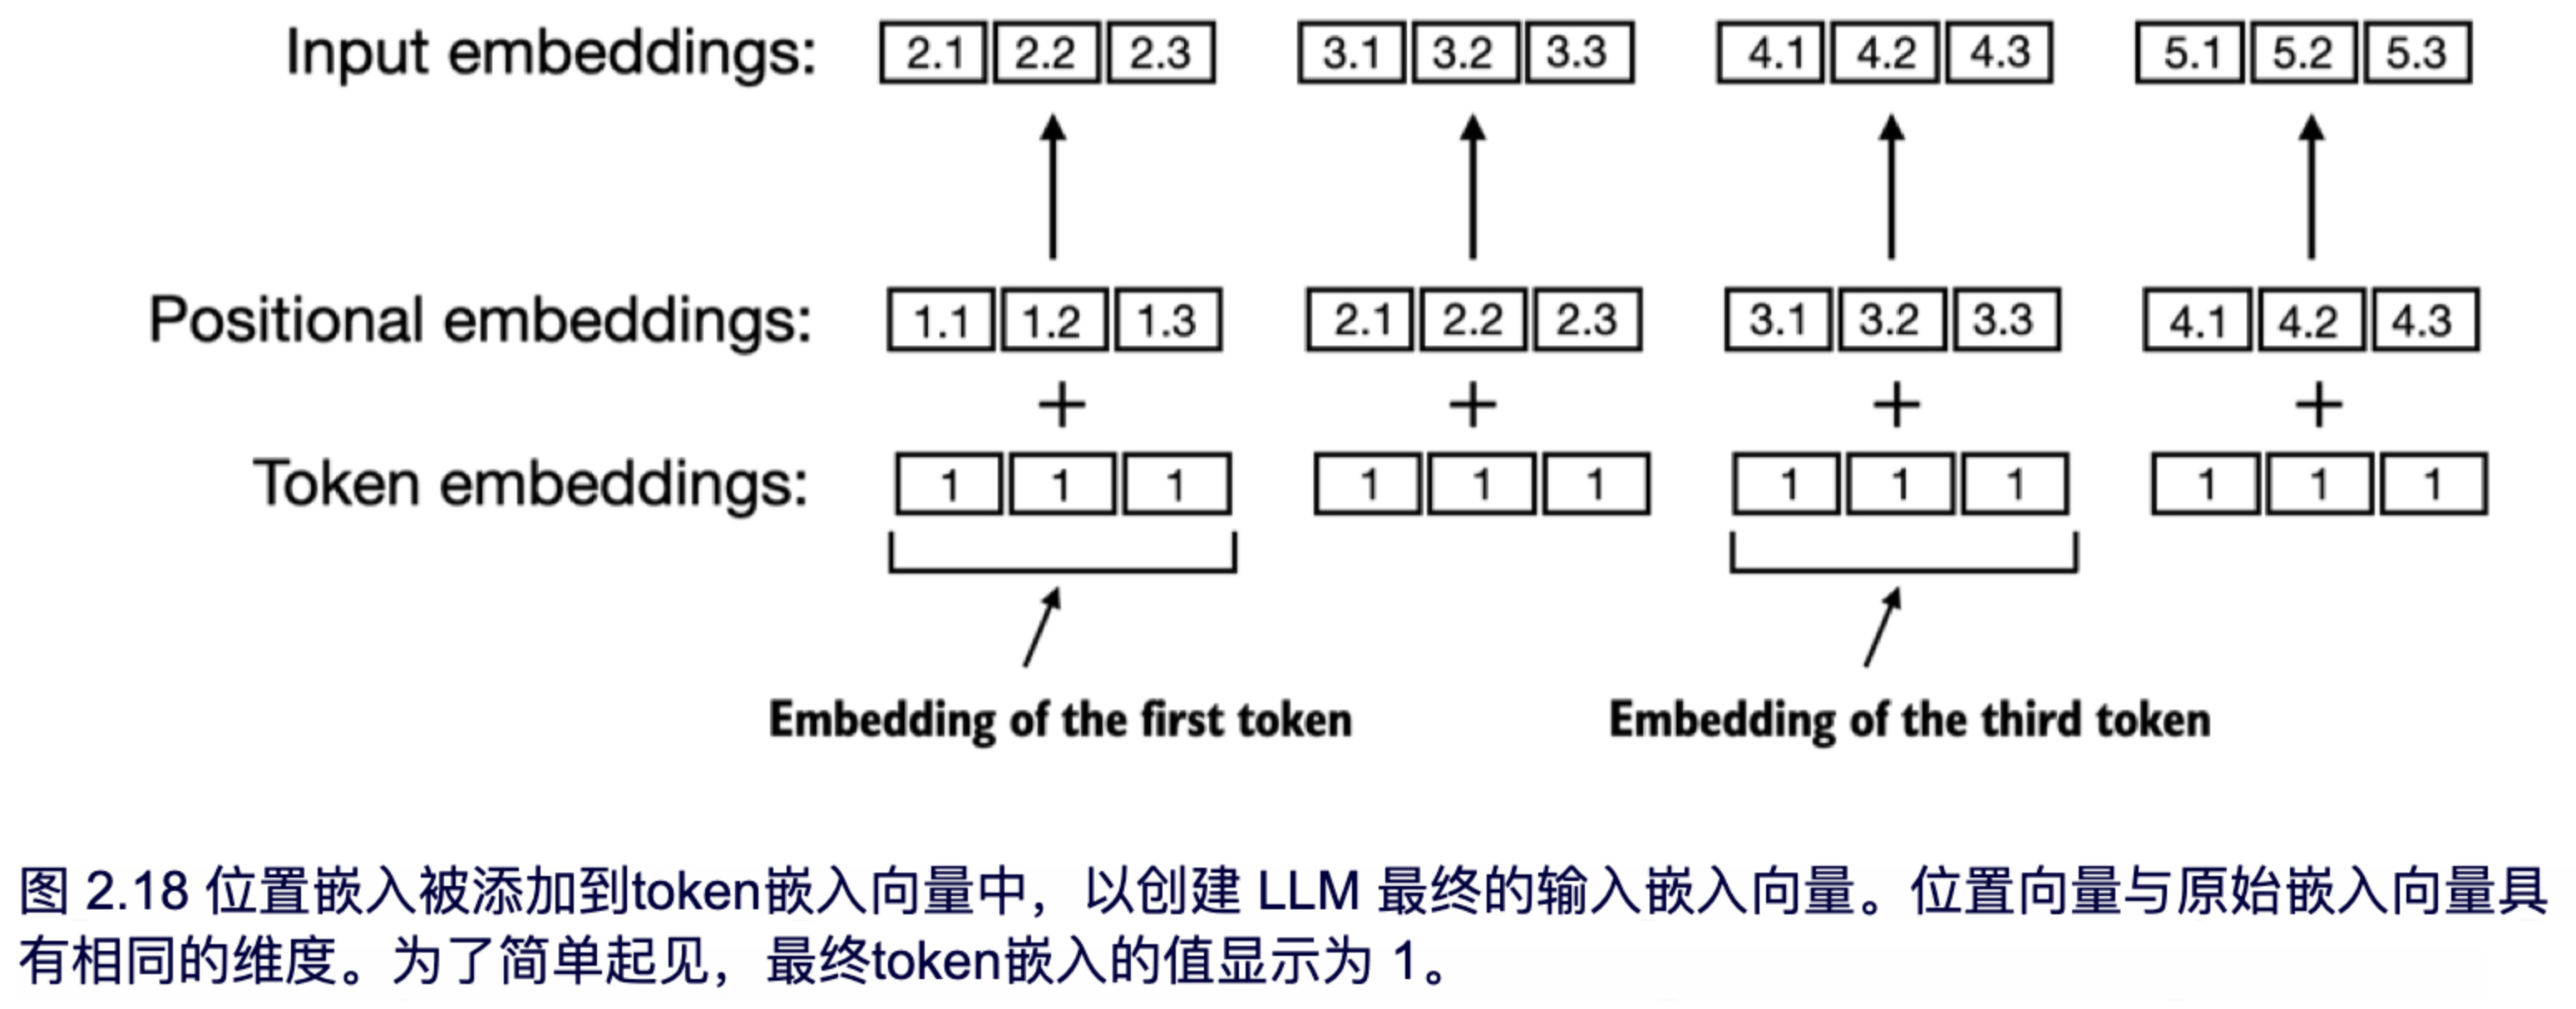 Input embeddings: 2.1 2.2 2.3 3.1 3.2 3.3 4.1 4.2 4.3 5.1 5.2 5.3
Positional embeddings: 1.1 1.2 1.3 2.1 2.2 2.3 3.1 3.2 3.3 4.1 4.2 4.3
+ + + +
Token embeddings: 1 1 1 1 1 1 1 1 1 1 1 1
Embedding of the first token Embedding of the third token
图 2.18 位置嵌入被添加到token嵌入向量中，以创建 LLM 最终的输入嵌入向量。位置向量与原始嵌入向量具
有相同的维度。为了简单起见，最终token嵌入的值显示为 1。